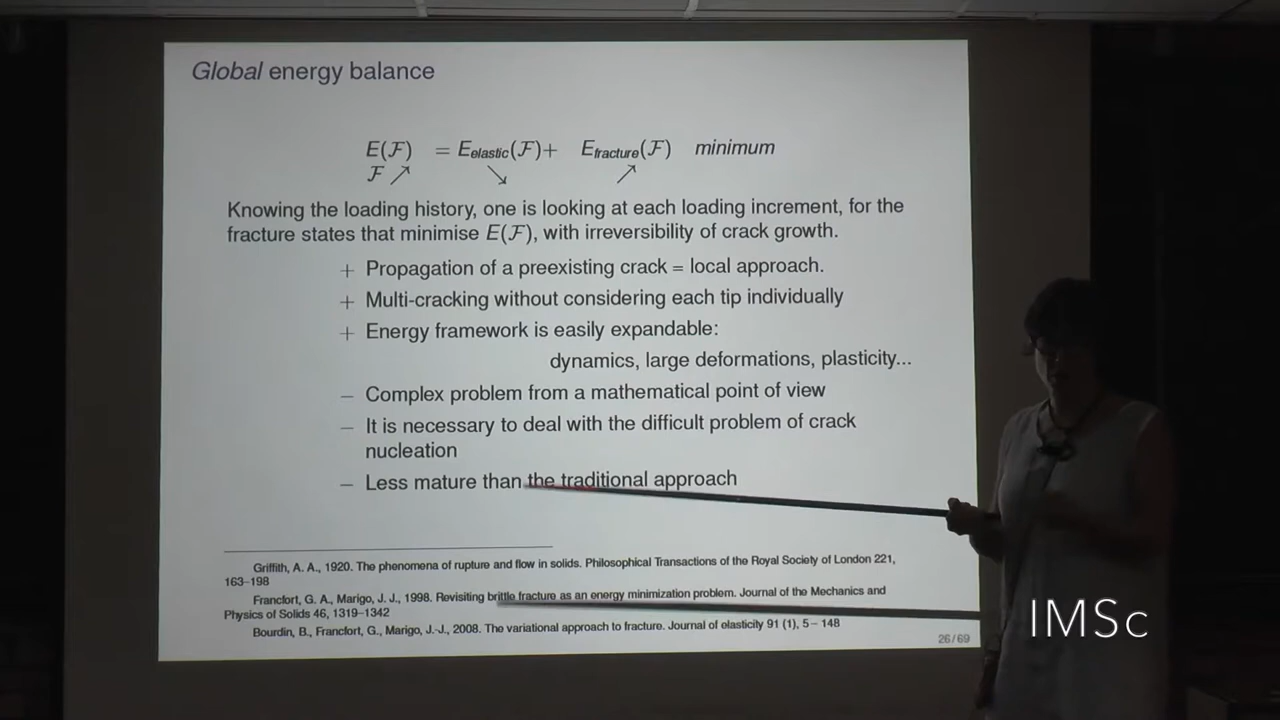 Global energy balance
E(ℱ) = Eelastic(ℱ)+ Efracture(ℱ) minimum
ℱ ↗ ↘ ↗
Knowing the loading history, one is looking at each loading increment, for the
fracture states that minimise E(ℱ), with irreversibility of crack growth.
+ Propagation of a preexisting crack = local approach.
+ Multi-cracking without considering each tip individually
+ Energy framework is easily expandable:
dynamics, large deformations, plasticity...
− Complex problem from a mathematical point of view
− It is necessary to deal with the difficult problem of crack
nucleation
− Less mature than the traditional approach
Griffith, A. A., 1920. The phenomena of rupture and flow in solids. Philosophical Transactions of the Royal Society of London 221,
163–198
Francfort, G. A., Marigo, J. J., 1998. Revisiting brittle fracture as an energy minimization problem. Journal of the Mechanics and
Physics of Solids 46, 1319–1342
Bourdin, B., Francfort, G., Marigo, J.-J., 2008. The variational approach to fracture. Journal of elasticity 91 (1), 5– 148
26/69
IMSc